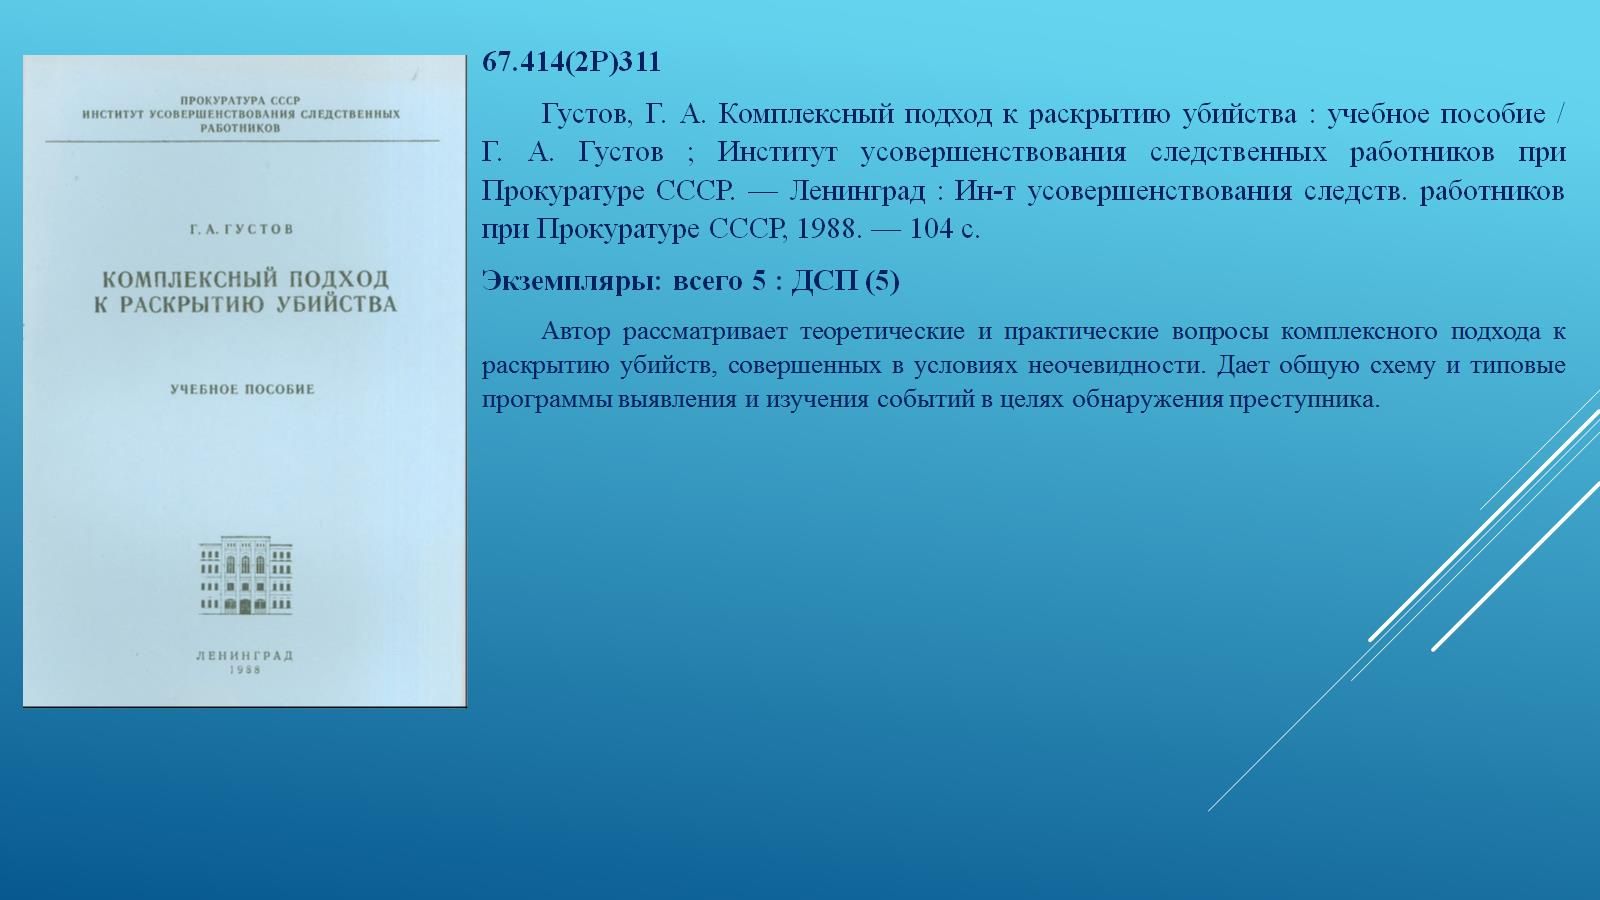 ПРОКУРАТУРА СССР
ИНСТИТУТ УСОВЕРШЕНСТВОВАНИЯ СЛЕДСТВЕННЫХ
РАБОТНИКОВ
Г. А. ГУСТОВ
КОМПЛЕКСНЫЙ ПОДХОД
К РАСКРЫТИЮ УБИЙСТВА
УЧЕБНОЕ ПОСОБИЕ
ЛЕНИНГРАД
1988
67.414(2Р)311
Густов, Г. А. Комплексный подход к раскрытию убийства : учебное пособие /
Г. А. Густов ; Институт усовершенствования следственных работников при
Прокуратуре СССР. — Ленинград : Ин-т усовершенствования следств. работников
при Прокуратуре СССР, 1988. — 104 с.
Экземпляры: всего 5 : ДСП (5)
Автор рассматривает теоретические и практические вопросы комплексного подхода к
раскрытию убийств, совершенных в условиях неочевидности. Дает общую схему и типовые
программы выявления и изучения событий в целях обнаружения преступника.